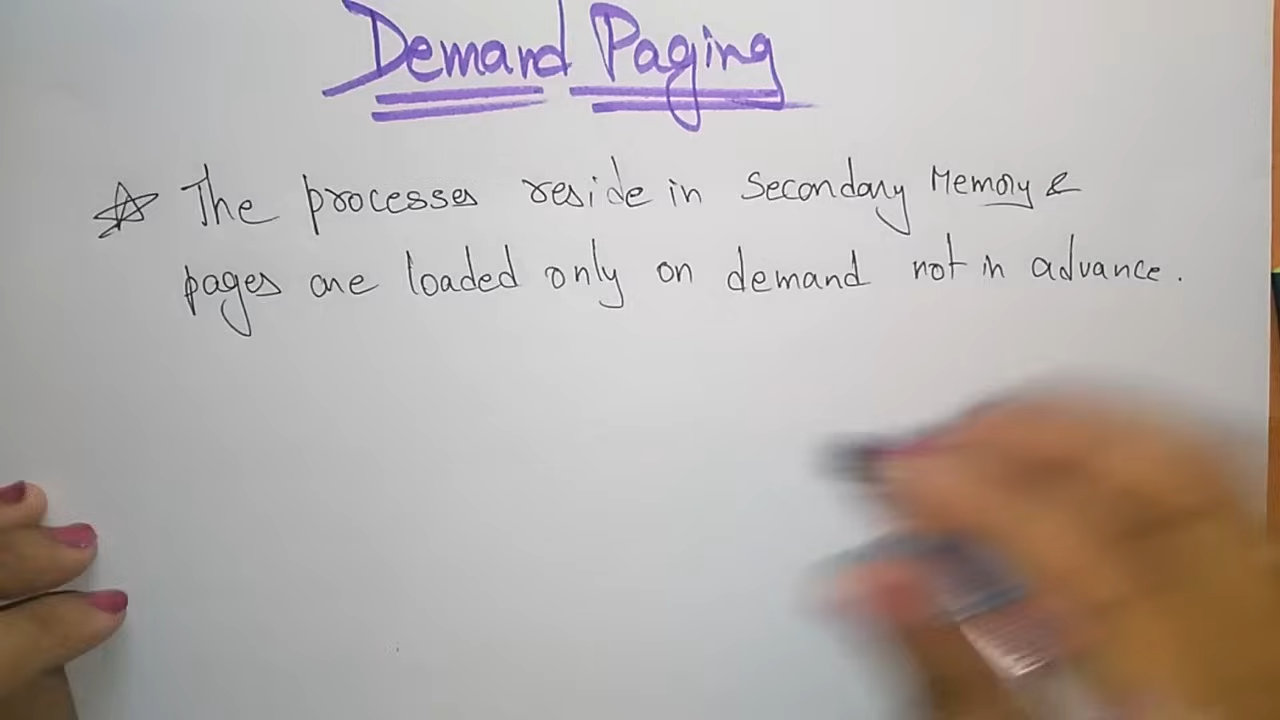 Demand Paging
☆ The processes reside in Secondary Memory &
pages are loaded only on demand not in advance.